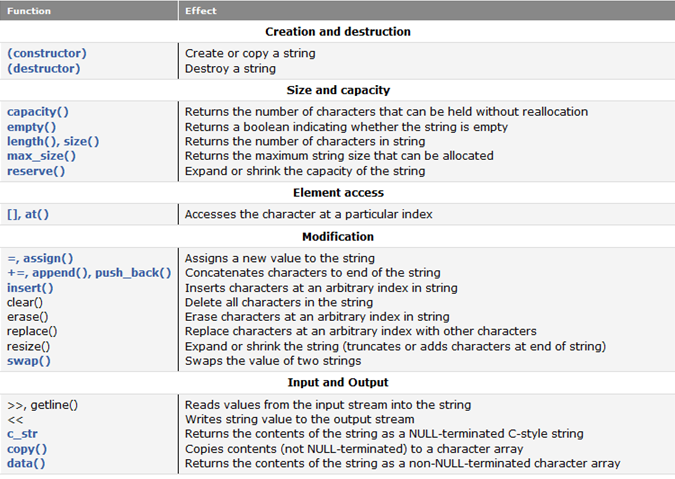 Function Effect
Creation and destruction
(constructor) Create or copy a string
(destructor) Destroy a string
Size and capacity
capacity() Returns the number of characters that can be held without reallocation
empty() Returns a boolean indicating whether the string is empty
length(), size() Returns the number of characters in string
max_size() Returns the maximum string size that can be allocated
reserve() Expand or shrink the capacity of the string
Element access
[], at() Accesses the character at a particular index
Modification
=, assign() Assigns a new value to the string
+=, append(), push_back() Concatenates characters to end of the string
insert() Inserts characters at an arbitrary index in string
clear() Delete all characters in the string
erase() Erase characters at an arbitrary index in string
replace() Replace characters at an arbitrary index with other characters
resize() Expand or shrink the string (truncates or adds characters at end of string)
swap() Swaps the value of two strings
Input and Output
>>, getline() Reads values from the input stream into the string
<< Writes string value to the output stream
c_str Returns the contents of the string as a NULL-terminated C-style string
copy() Copies contents (not NULL-terminated) to a character array
data() Returns the contents of the string as a non-NULL-terminated character array